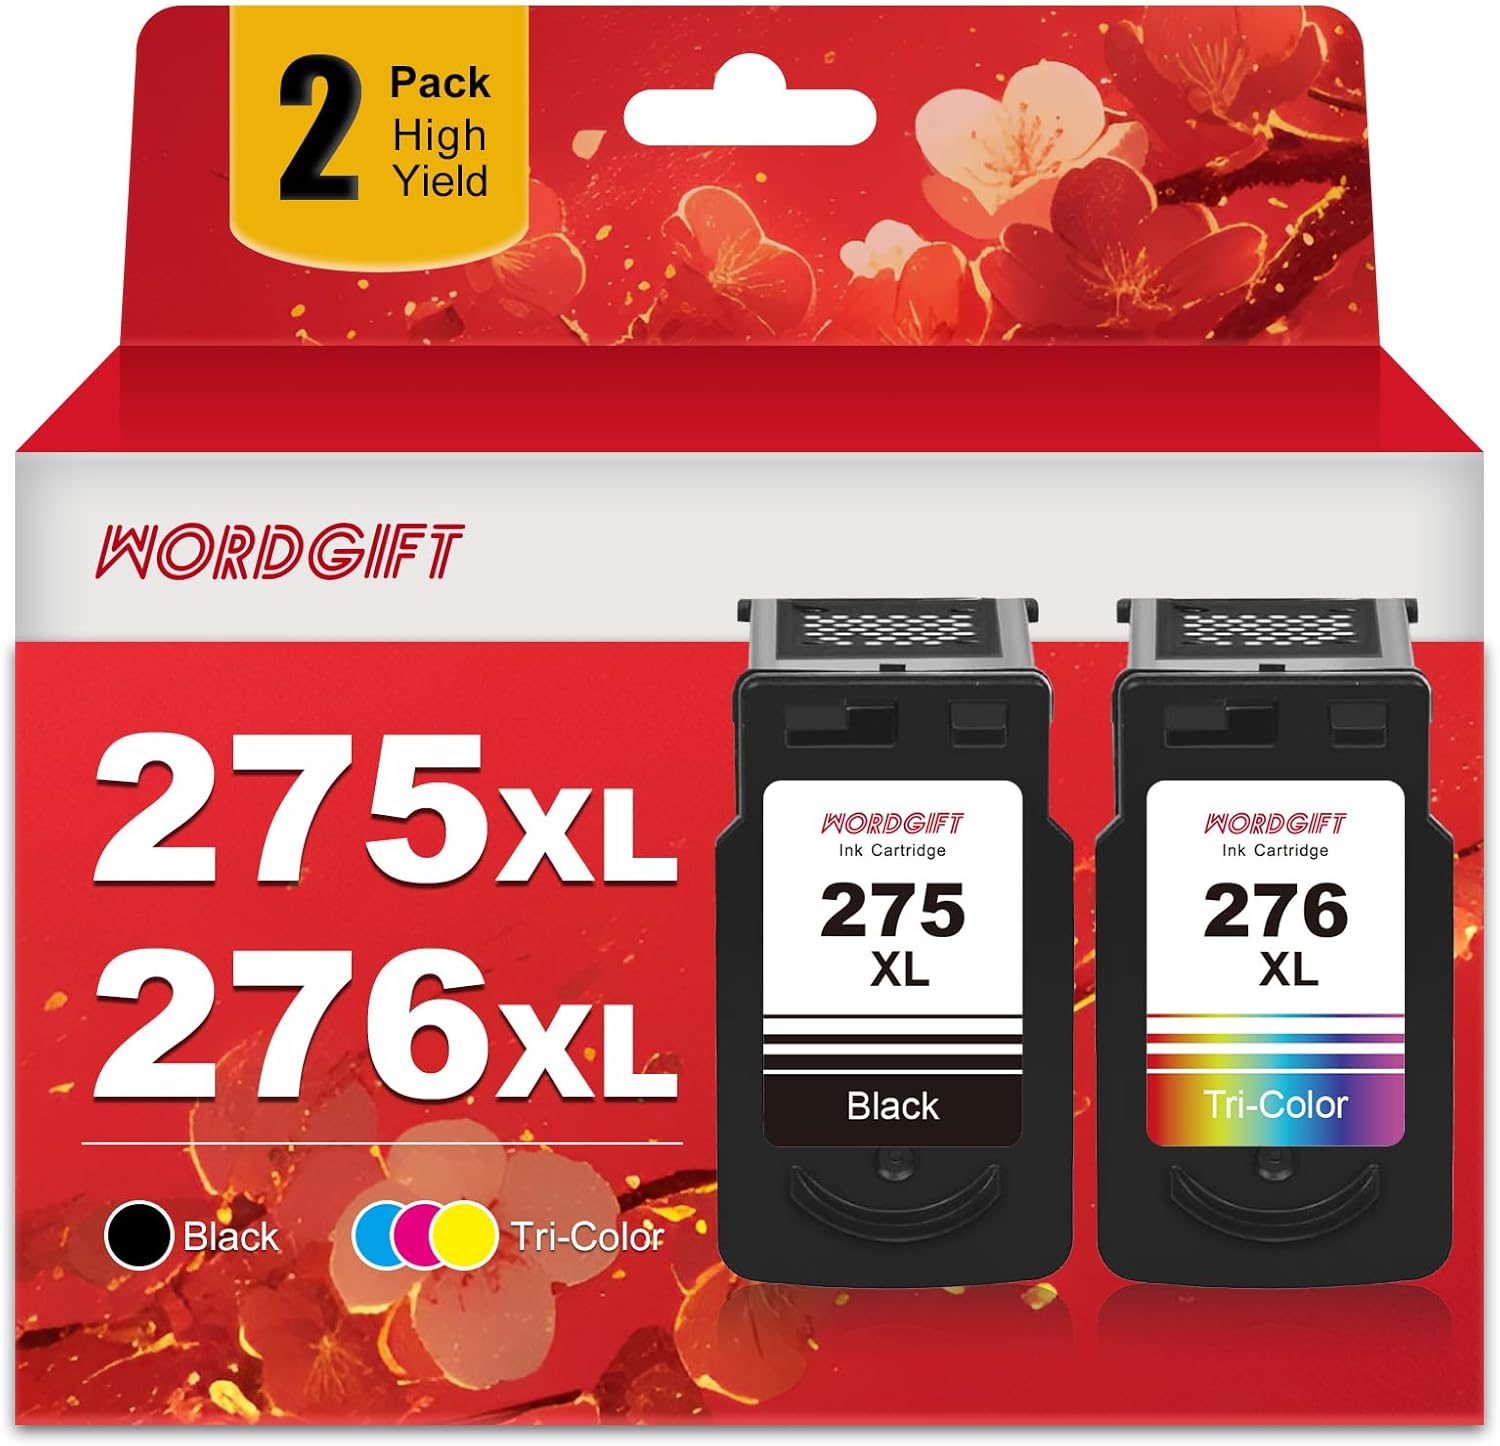 2
Pack
High
Yield
WORDGIFT
275XL
276XL
Black
Tri-Color
WORDGIFT
Ink Cartridge
275
XL
Black
WORDGIFT
Ink Cartridge
276
XL
Tri-Color